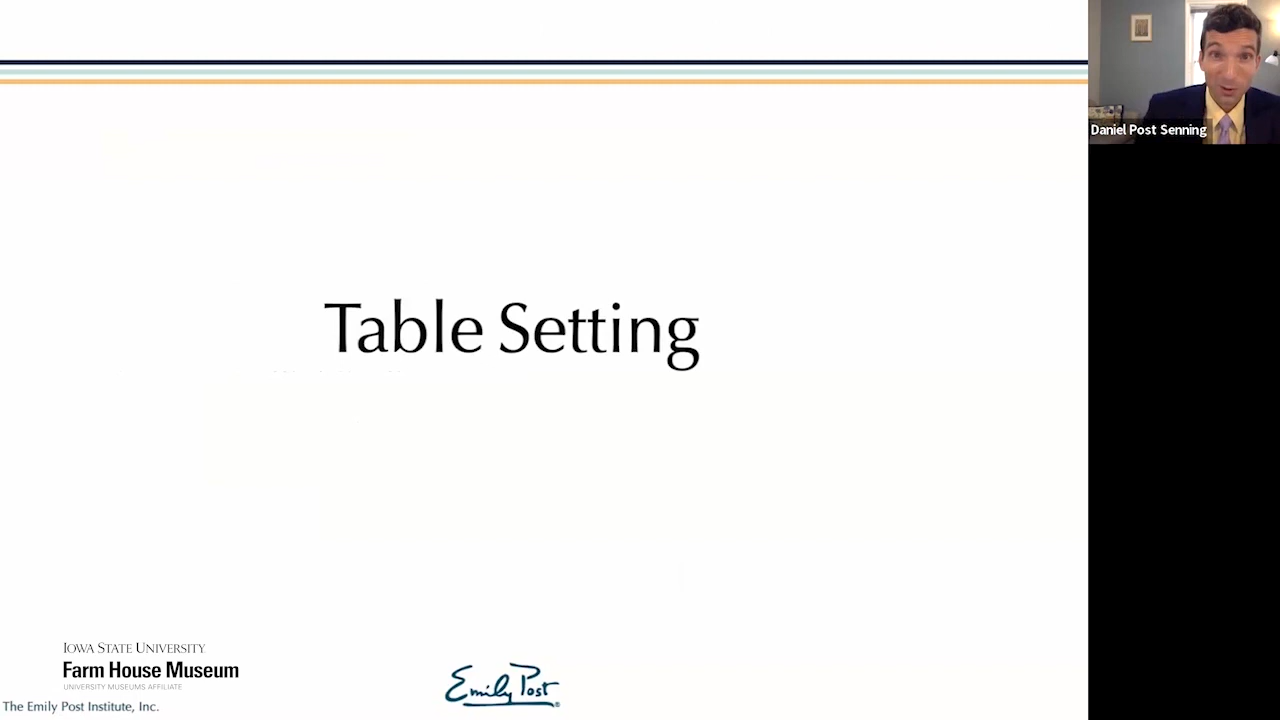 Daniel Post Senning
Table Setting
IOWA STATE UNIVERSITY
Farm House Museum
UNIVERSITY MUSEUMS AFFILIATE
Emily Post®
The Emily Post Institute, Inc.